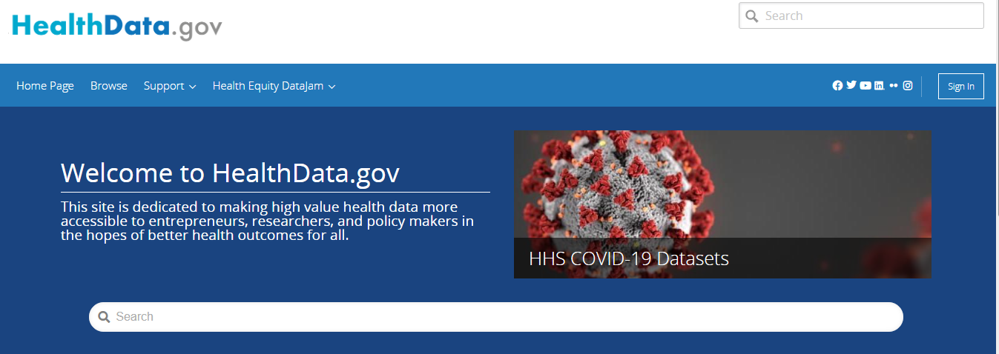 HealthData.gov
Search
Home Page
Browse
Support
Health Equity DataJam
Sign In
Welcome to HealthData.gov
This site is dedicated to making high value health data more
accessible to entrepreneurs, researchers, and policy makers in
the hopes of better health outcomes for all.
HHS COVID-19 Datasets
Search